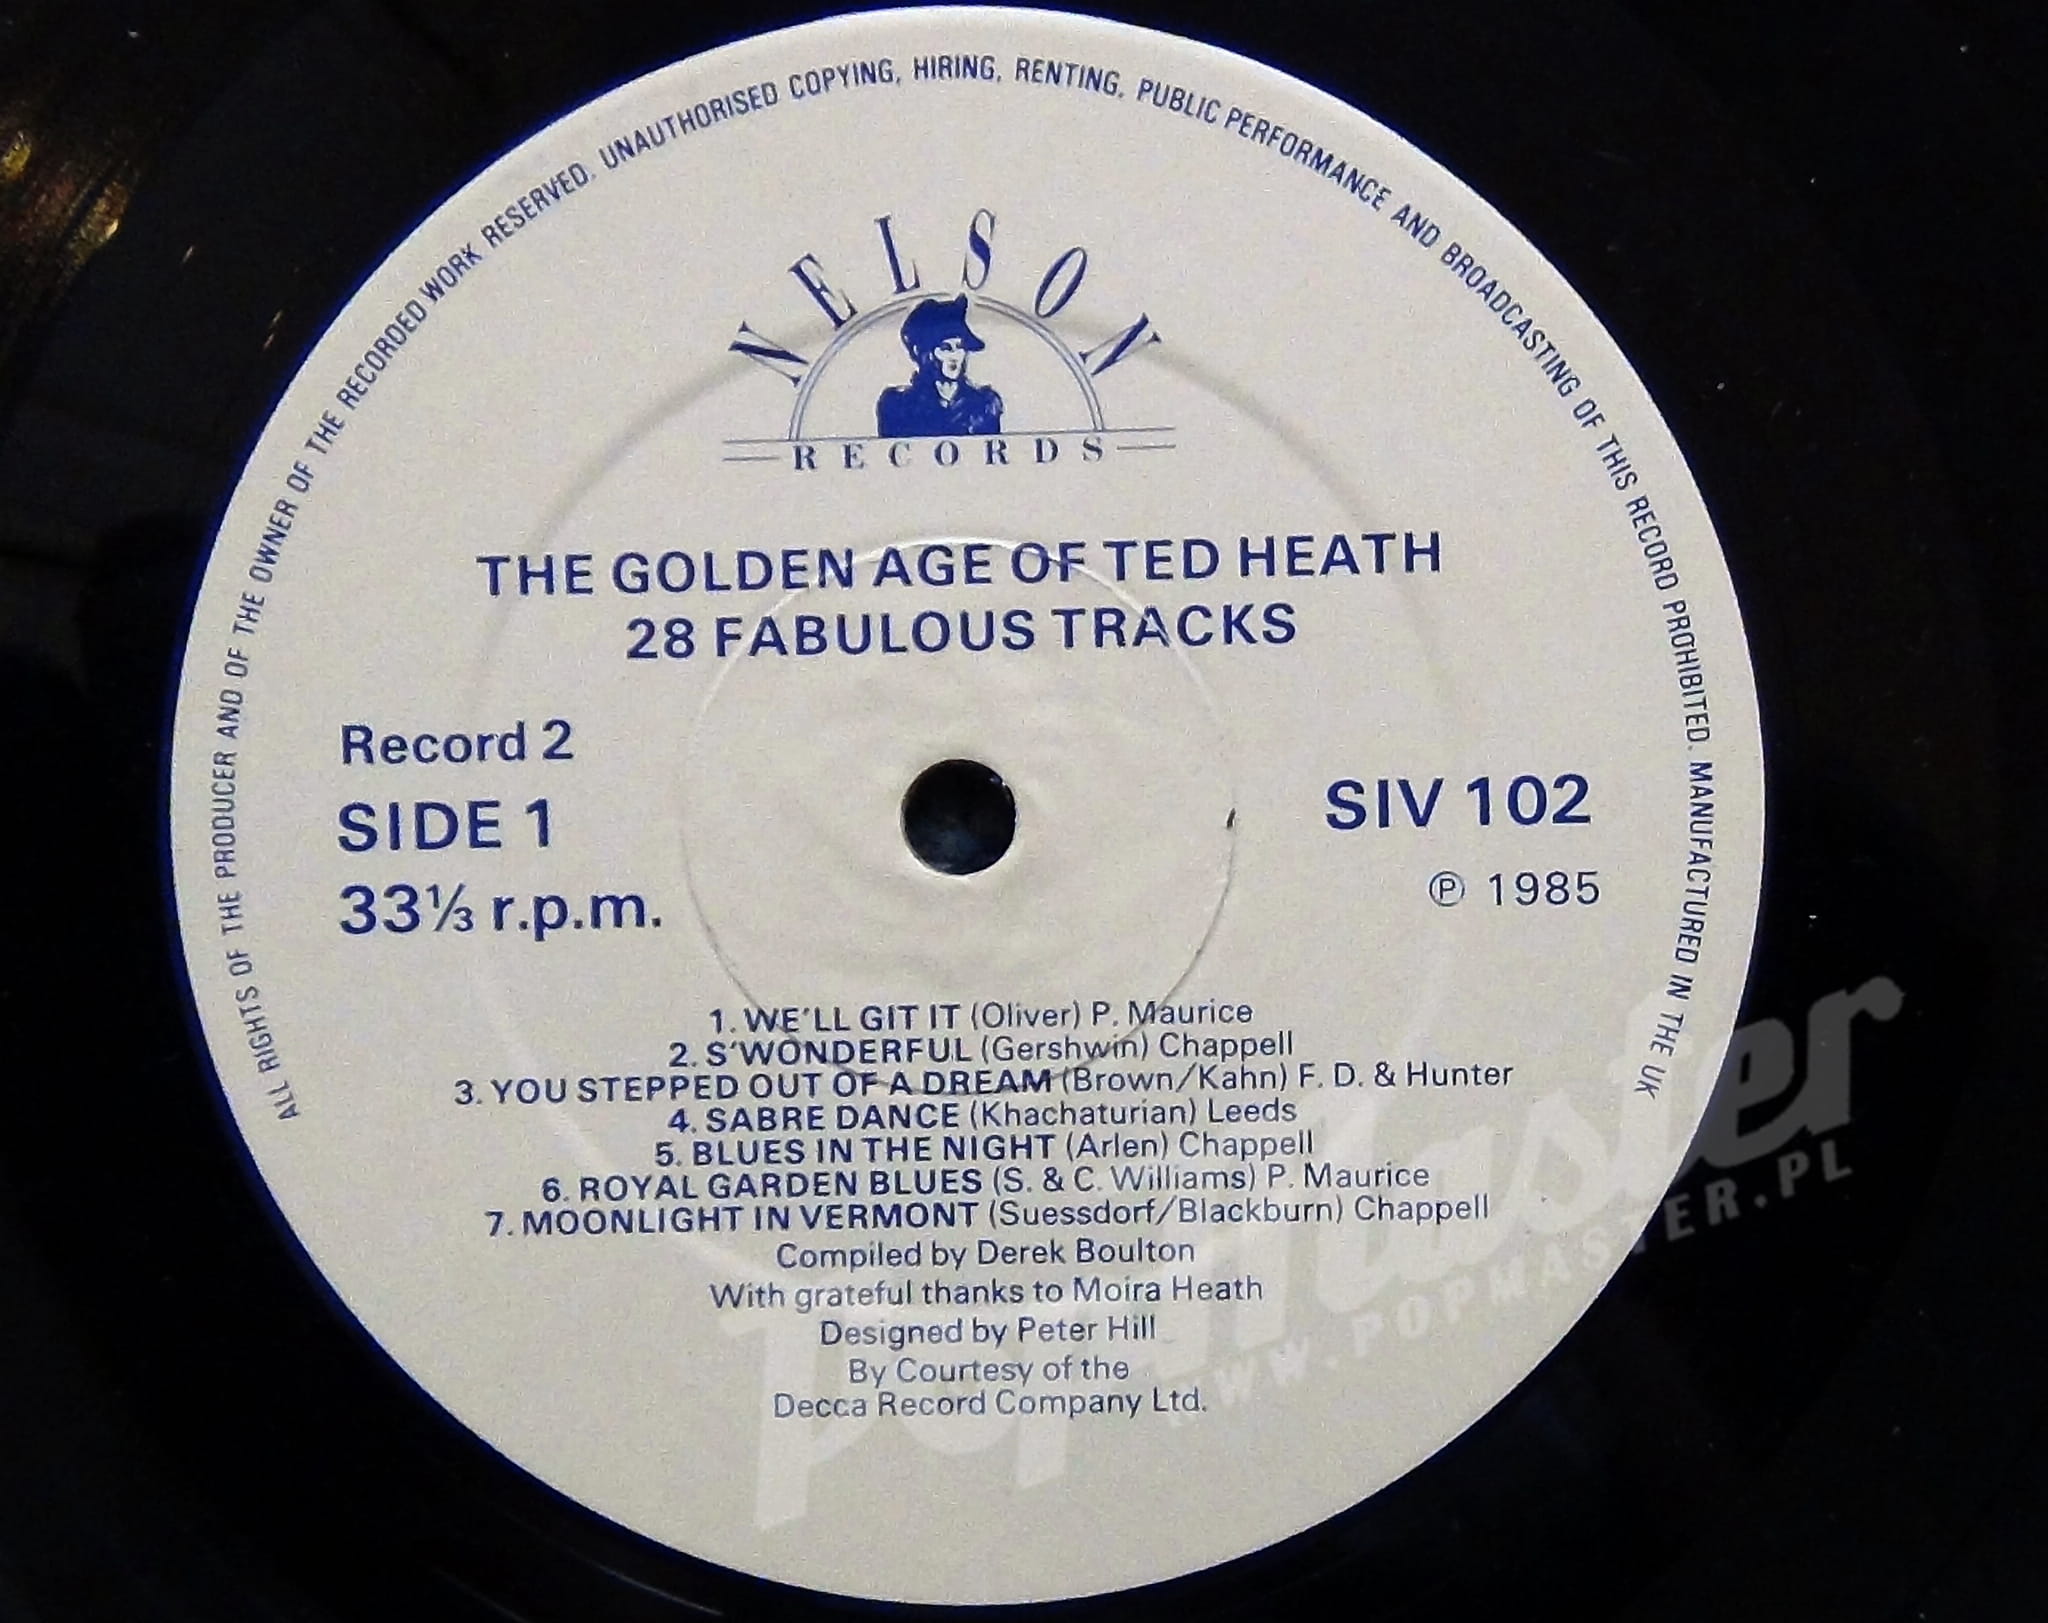 ALL RIGHTS OF THE PRODUCER AND OF THE OWNER OF THE RECORDED WORK RESERVED. UNAUTHORISED COPYING, HIRING, RENTING, PUBLIC PERFORMANCE AND BROADCASTING OF THIS RECORD PROHIBITED. MANUFACTURED IN THE UK
NELSON
RECORDS
THE GOLDEN AGE OF TED HEATH
28 FABULOUS TRACKS
Record 2
SIDE 1
33⅓ r.p.m.
SIV 102
℗ 1985
1. WE'LL GIT IT (Oliver) P. Maurice
2. S'WONDERFUL (Gershwin) Chappell
3. YOU STEPPED OUT OF A DREAM (Brown/Kahn) F. D. & Hunter
4. SABRE DANCE (Khachaturian) Leeds
5. BLUES IN THE NIGHT (Arlen) Chappell
6. ROYAL GARDEN BLUES (S. & C. Williams) P. Maurice
7. MOONLIGHT IN VERMONT (Suessdorf/Blackburn) Chappell
Compiled by Derek Boulton
With grateful thanks to Moira Heath
Designed by Peter Hill
By Courtesy of the
Decca Record Company Ltd.
PopMaster
WWW.POPMASTER.PL